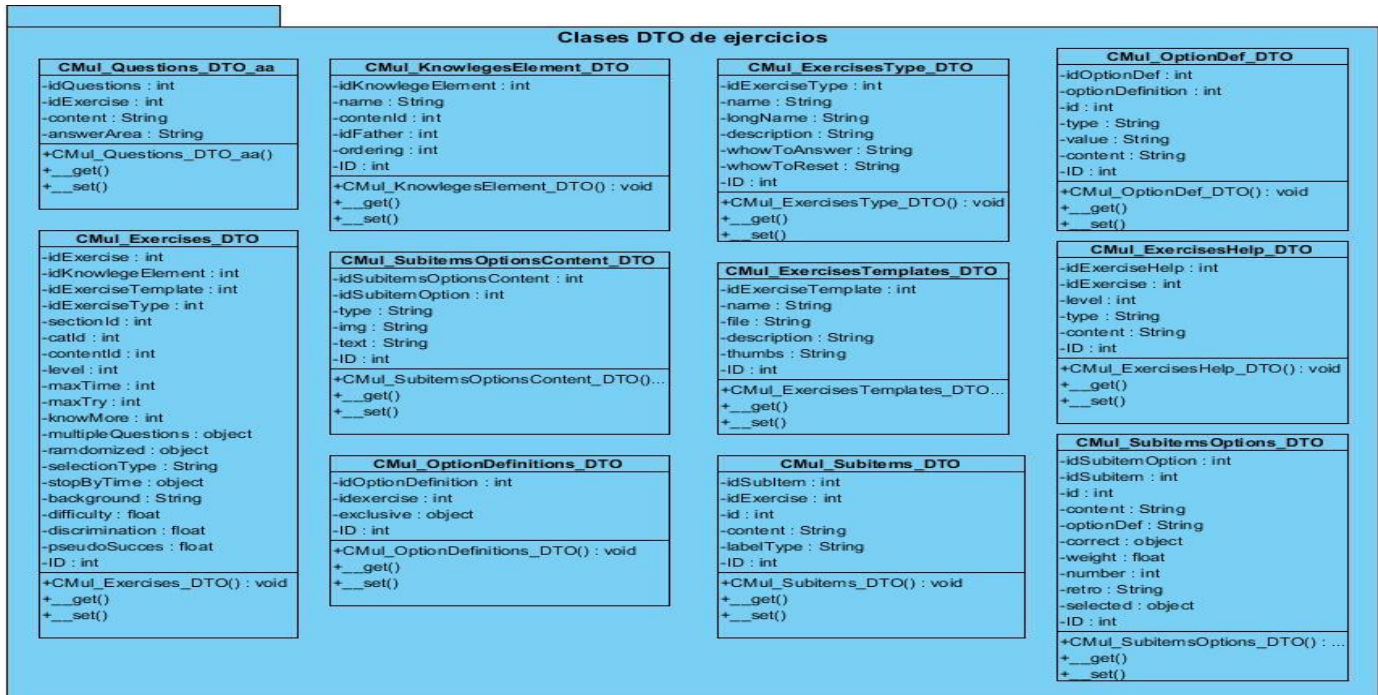 Clases DTO de ejercicios
CMul_Questions_DTO_aa
-idQuestions : int
-idExercise : int
-content : String
-answerArea : String
+CMul_Questions_DTO_aa()
+__get()
+__set()
CMul_Exercises_DTO
-idExercise : int
-idKnowlegeElement : int
-idExerciseTemplate : int
-idExerciseType : int
-sectionId : int
-catId : int
-contentId : int
-level : int
-maxTime : int
-maxTry : int
-knowMore : int
-multipleQuestions : object
-ramdomized : object
-selectionType : String
-stopByTime : object
-background : String
-difficulty : float
-discrimination : float
-pseudoSucces : float
-ID : int
+CMul_Exercises_DTO() : void
+__get()
+__set()
CMul_KnowlegesElement_DTO
-idKnowlegeElement : int
-name : String
-contenId : int
-idFather : int
-ordering : int
-ID : int
+CMul_KnowlegesElement_DTO() : void
+__get()
+__set()
CMul_SubitemsOptionsContent_DTO
-idSubitemsOptionsContent : int
-idSubitemOption : int
-type : String
-img : String
-text : String
-ID : int
+CMul_SubitemsOptionsContent_DTO()...
+__get()
+__set()
CMul_OptionDefinitions_DTO
-idOptionDefinition : int
-idexercise : int
-exclusive : object
-ID : int
+CMul_OptionDefinitions_DTO() : void
+__get()
+__set()
CMul_ExercisesType_DTO
-idExerciseType : int
-name : String
-longName : String
-description : String
-whowToAnswer : String
-whowToReset : String
-ID : int
+CMul_ExercisesType_DTO() : void
+__get()
+__set()
CMul_ExercisesTemplates_DTO
-idExerciseTemplate : int
-name : String
-file : String
-description : String
-thumbs : String
-ID : int
+CMul_ExercisesTemplates_DTO...
+__get()
+__set()
CMul_Subitems_DTO
-idSubItem : int
-idExercise : int
-id : int
-content : String
-labelType : String
-ID : int
+CMul_Subitems_DTO() : void
+__get()
+__set()
CMul_OptionDef_DTO
-idOptionDef : int
-optionDefinition : int
-id : int
-type : String
-value : String
-content : String
-ID : int
+CMul_OptionDef_DTO() : void
+__get()
+__set()
CMul_ExercisesHelp_DTO
-idExerciseHelp : int
-idExercise : int
-level : int
-type : String
-content : String
-ID : int
+CMul_ExercisesHelp_DTO() : void
+__get()
+__set()
CMul_SubitemsOptions_DTO
-idSubitemOption : int
-idSubitem : int
-id : int
-content : String
-optionDef : String
-correct : object
-weight : float
-number : int
-retro : String
-selected : object
-ID : int
+CMul_SubitemsOptions_DTO() : ...
+__get()
+__set()